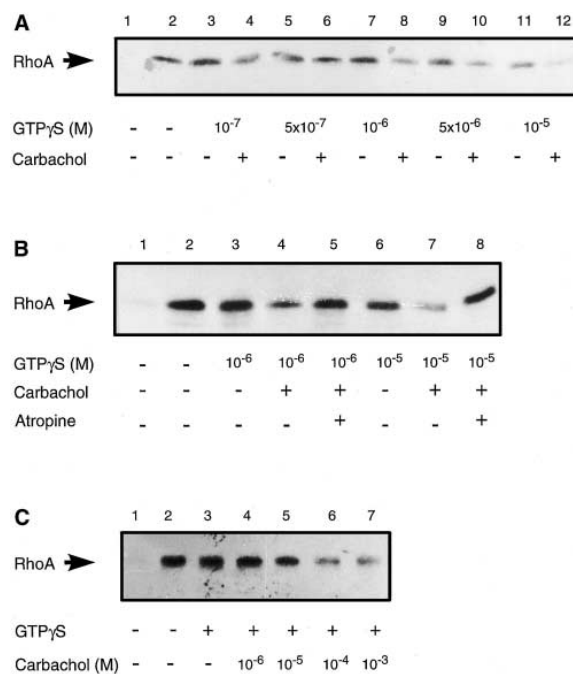 A
1 2 3 4 5 6 7 8 9 10 11 12
RhoA
GTPγS (M) - - 10⁻⁷ 5x10⁻⁷ 10⁻⁶ 5x10⁻⁶ 10⁻⁵
Carbachol - - - + - + - + - + - +
B
1 2 3 4 5 6 7 8
RhoA
GTPγS (M) - - 10⁻⁶ 10⁻⁶ 10⁻⁶ 10⁻⁵ 10⁻⁵ 10⁻⁵
Carbachol - - - + + - + +
Atropine - - - - + - - +
C
1 2 3 4 5 6 7
RhoA
GTPγS - - + + + + +
Carbachol (M) - - - 10⁻⁶ 10⁻⁵ 10⁻⁴ 10⁻³